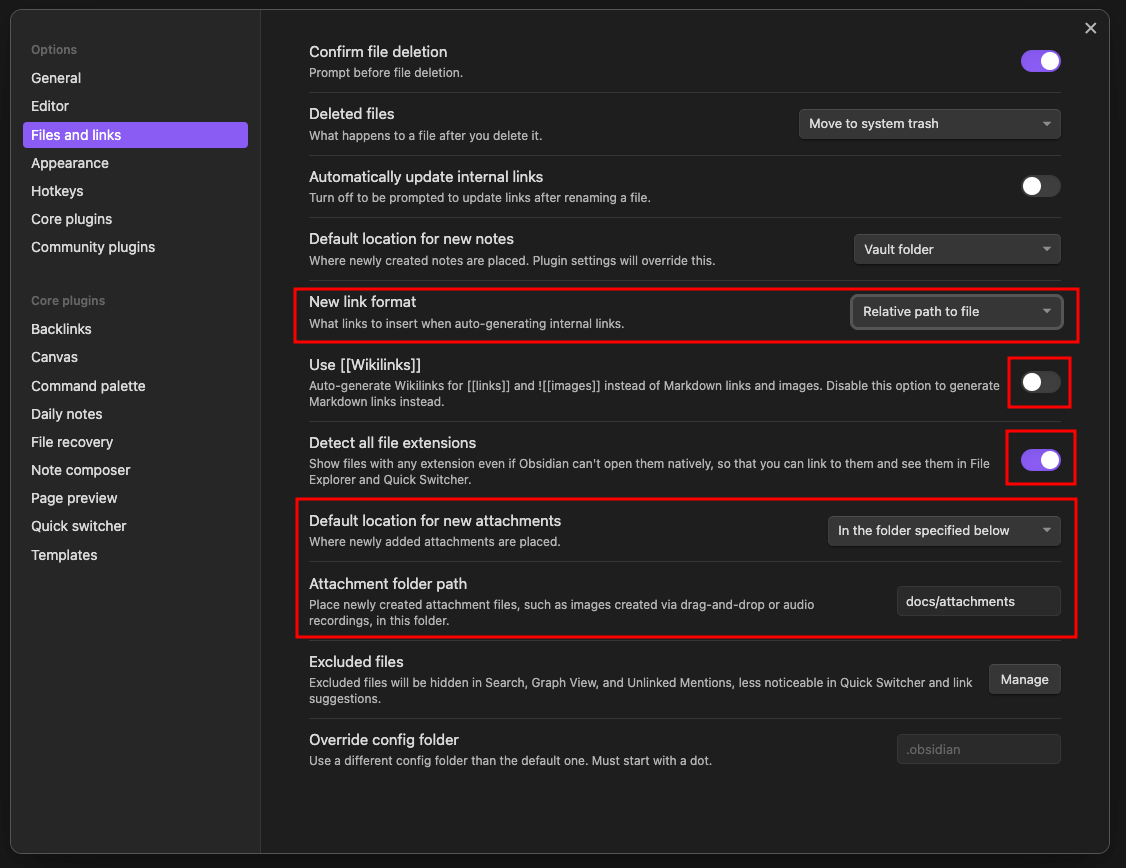 Options
General
Editor
Files and links
Appearance
Hotkeys
Core plugins
Community plugins
Core plugins
Backlinks
Canvas
Command palette
Daily notes
File recovery
Note composer
Page preview
Quick switcher
Templates
Confirm file deletion
Prompt before file deletion.
Deleted files
What happens to a file after you delete it.
Move to system trash
Automatically update internal links
Turn off to be prompted to update links after renaming a file.
Default location for new notes
Where newly created notes are placed. Plugin settings will override this.
Vault folder
New link format
What links to insert when auto-generating internal links.
Relative path to file
Use [[Wikilinks]]
Auto-generate Wikilinks for [[links]] and ![[images]] instead of Markdown links and images. Disable this option to generate
Markdown links instead.
Detect all file extensions
Show files with any extension even if Obsidian can't open them natively, so that you can link to them and see them in File
Explorer and Quick Switcher.
Default location for new attachments
Where newly added attachments are placed.
In the folder specified below
Attachment folder path
Place newly created attachment files, such as images created via drag-and-drop or audio
recordings, in this folder.
docs/attachments
Excluded files
Excluded files will be hidden in Search, Graph View, and Unlinked Mentions, less noticeable in Quick Switcher and link
suggestions.
Manage
Override config folder
Use a different config folder than the default one. Must start with a dot.
.obsidian